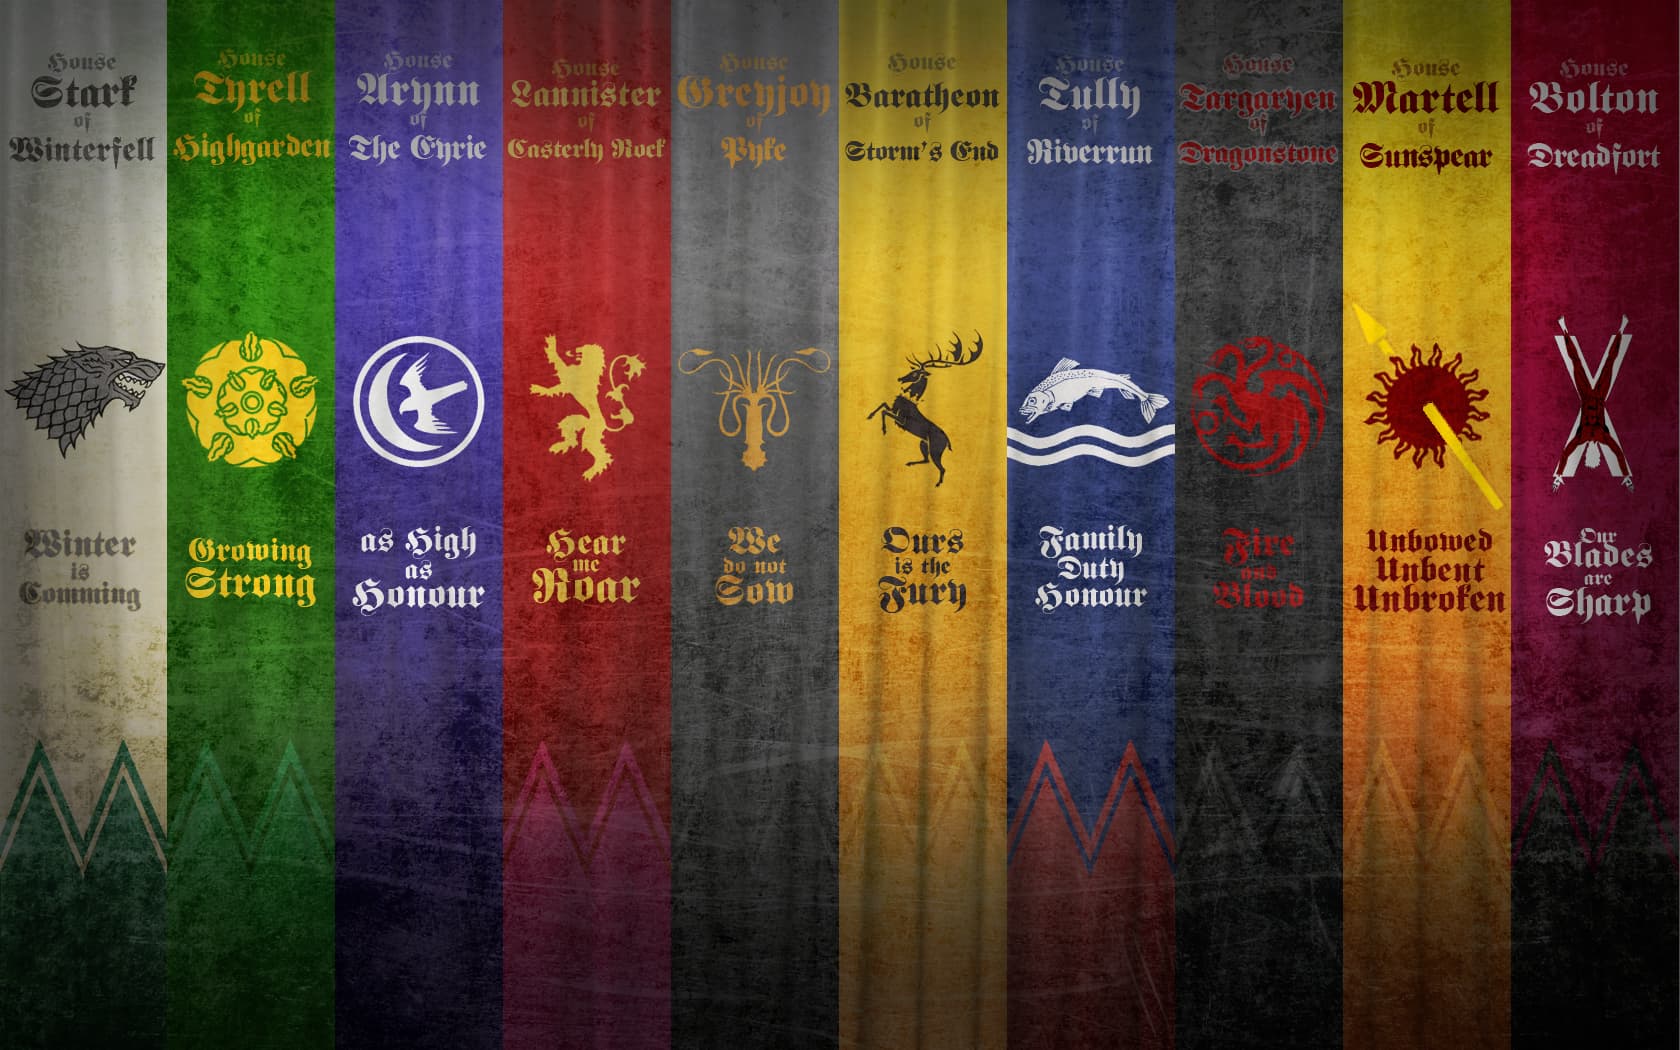 House
Stark
of
Winterfell
Winter
is
Comming
House
Tyrell
of
Highgarden
Growing
Strong
House
Arynn
of
The Eyrie
as High
as
Honour
House
Lannister
of
Casterly Rock
Hear
me
Roar
House
Greyjoy
of
Pyke
We
do not
Sow
House
Baratheon
of
Storm's End
Ours
is the
Fury
House
Tully
of
Riverrun
Family
Duty
Honour
House
Targaryen
of
Dragonstone
Fire
and
Blood
House
Martell
of
Sunspear
Unbowed
Unbent
Unbroken
House
Bolton
of
Dreadfort
Our
Blades
are
Sharp